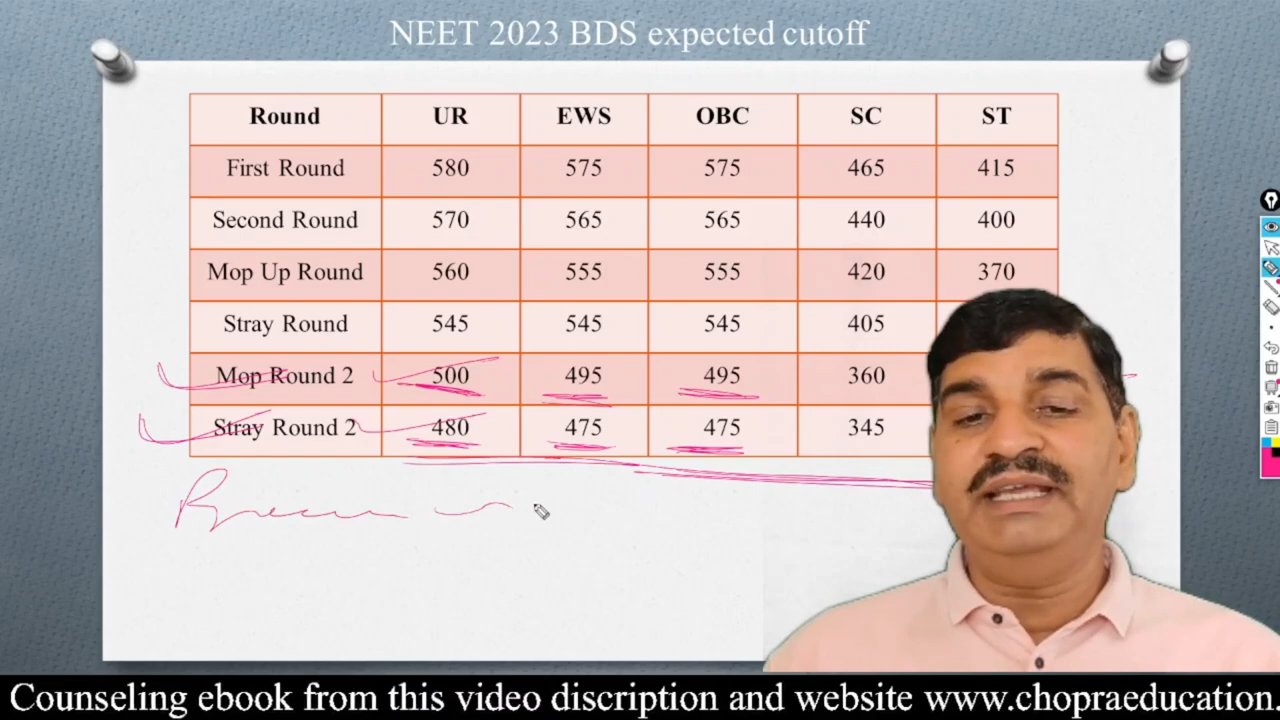 NEET 2023 BDS expected cutoff
Round UR EWS OBC SC ST
First Round 580 575 575 465 415
Second Round 570 565 565 440 400
Mop Up Round 560 555 555 420 370
Stray Round 545 545 545 405
Mop Round 2 500 495 495 360
Stray Round 2 480 475 475 345
Counseling ebook from this video discription and website www.chopraeducation.